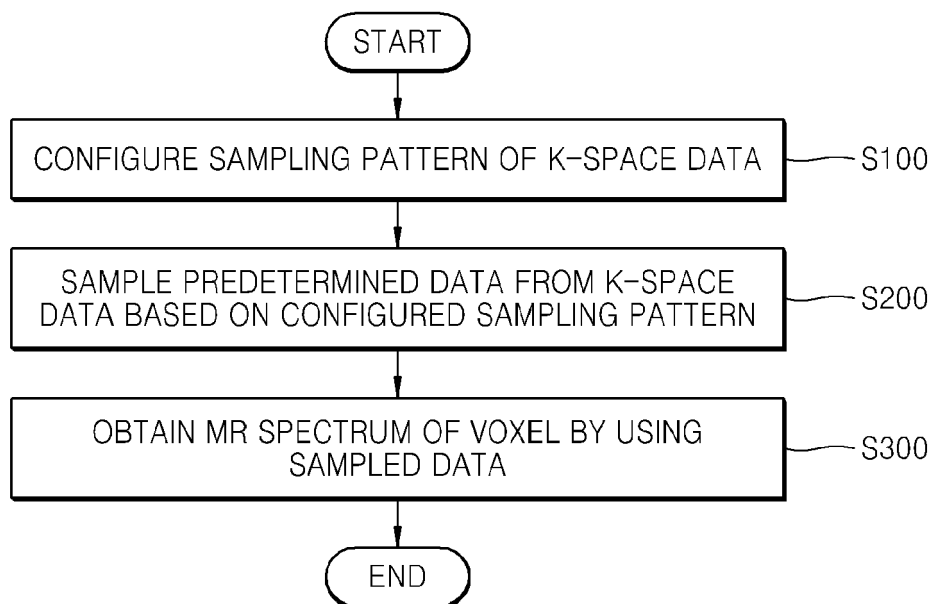 START
CONFIGURE SAMPLING PATTERN OF K-SPACE DATA
S100
SAMPLE PREDETERMINED DATA FROM K-SPACE
DATA BASED ON CONFIGURED SAMPLING PATTERN
S200
OBTAIN MR SPECTRUM OF VOXEL BY USING
SAMPLED DATA
S300
END